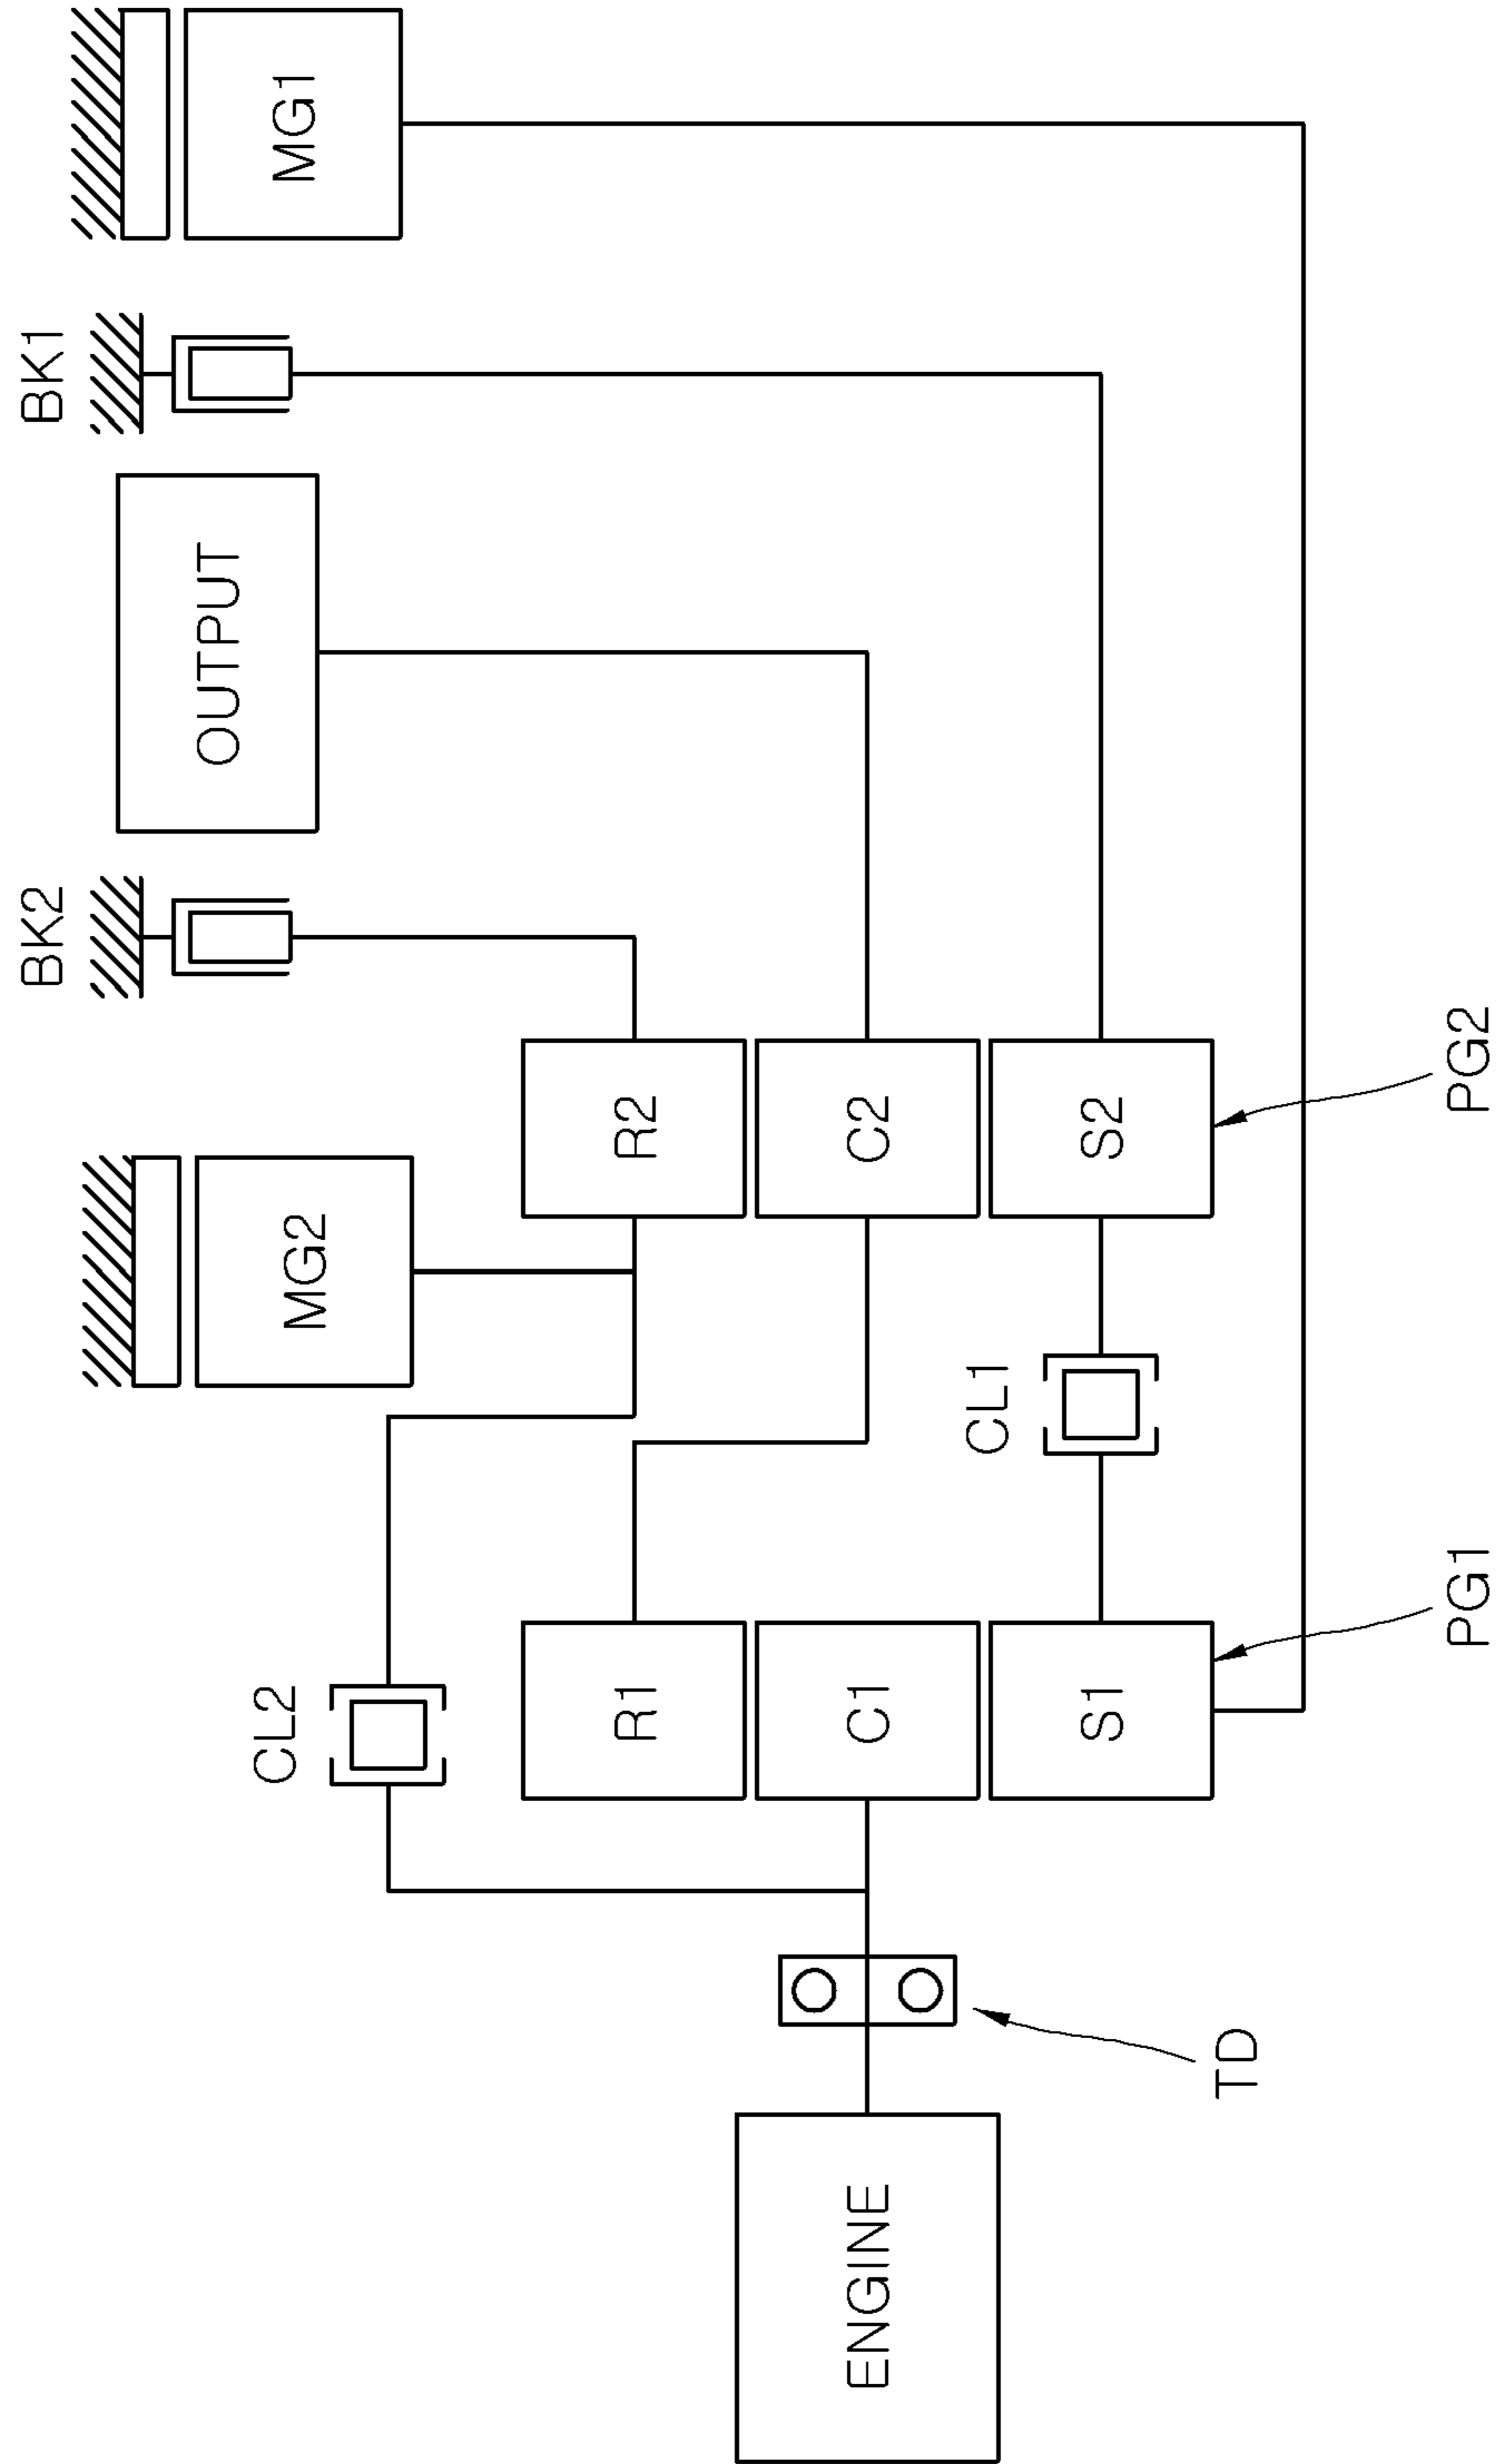 BK2
BK1
OUTPUT
MG2
MG1
CL2
R1
R2
ENGINE
C1
C2
CL1
S1
S2
TD
PG1
PG2